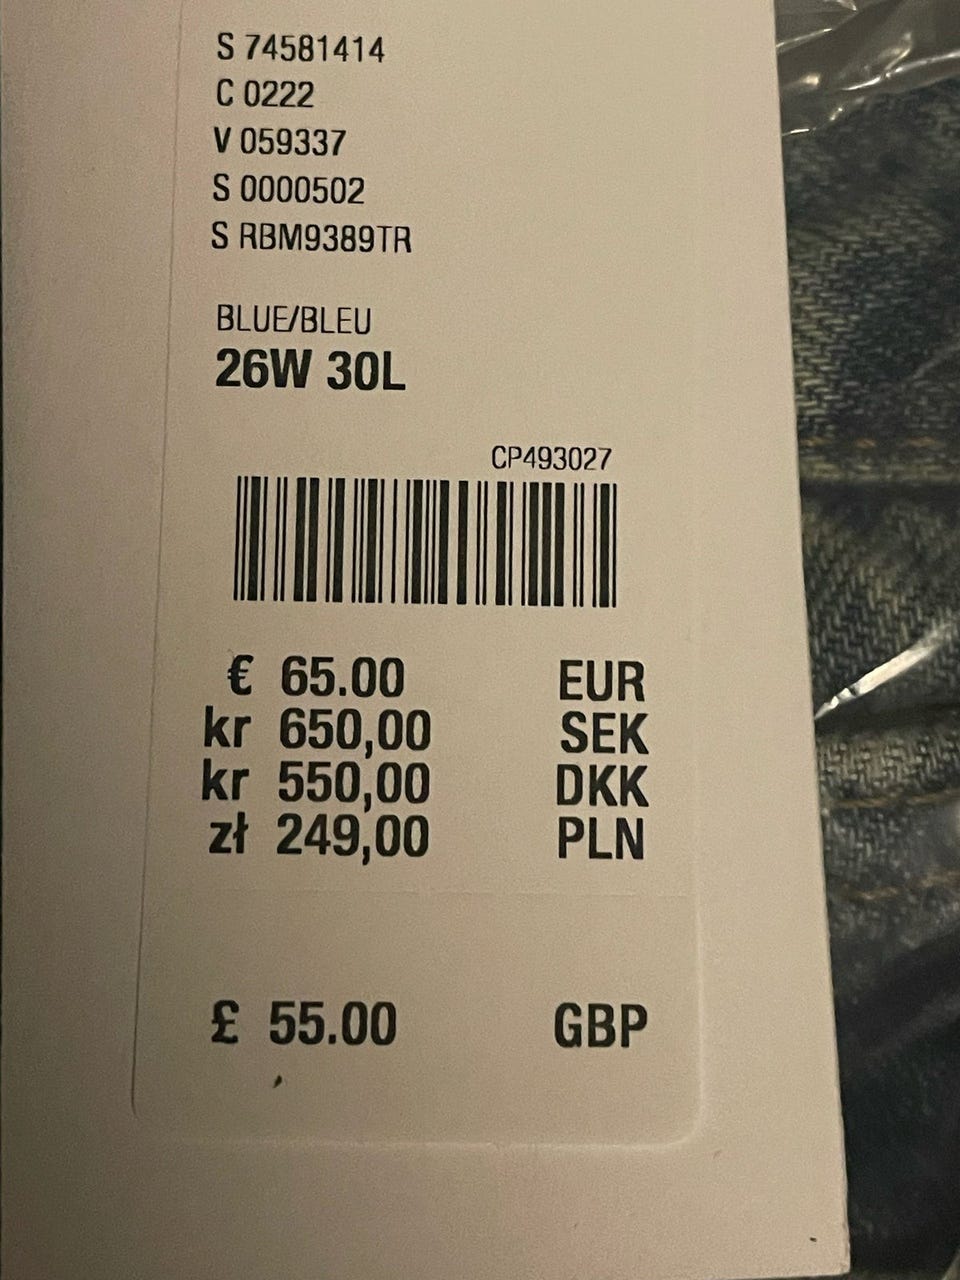 S 74581414
C 0222
V 059337
S 0000502
S RBM9389TR
BLUE/BLEU
26W 30L
CP493027
€ 65.00 EUR
kr 650,00 SEK
kr 550,00 DKK
zł 249,00 PLN
£ 55.00 GBP